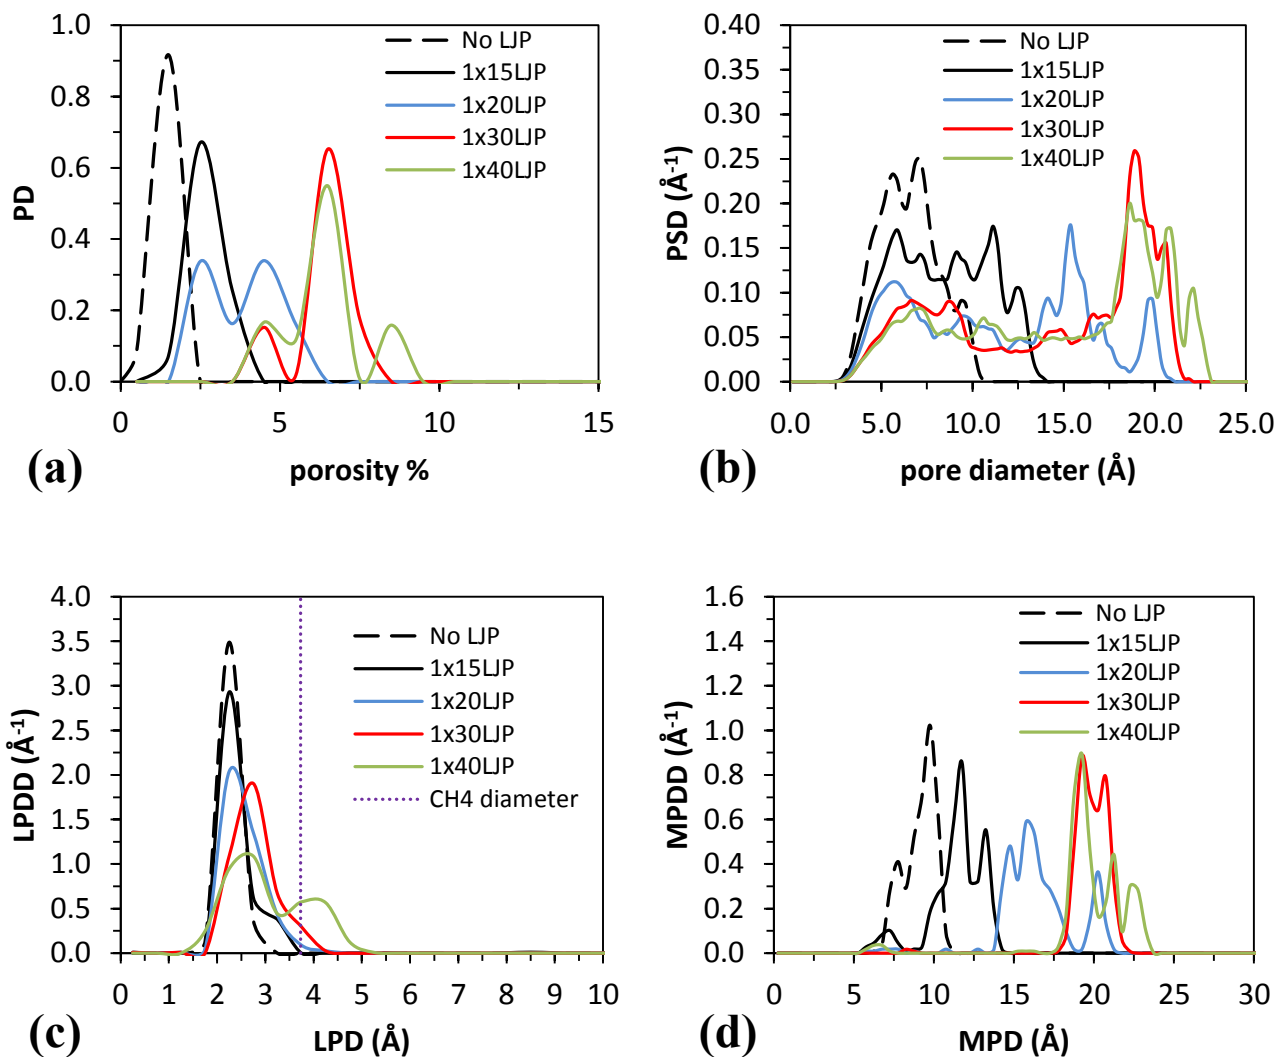 1.0
0.8
0.6
0.4
0.2
0.0
PD
0
5
10
15
porosity %
No LJP
1x15LJP
1x20LJP
1x30LJP
1x40LJP
(a)
0.40
0.35
0.30
0.25
0.20
0.15
0.10
0.05
0.00
PSD (Å⁻¹)
0.0
5.0
10.0
15.0
20.0
25.0
pore diameter (Å)
No LJP
1x15LJP
1x20LJP
1x30LJP
1x40LJP
(b)
4.0
3.5
3.0
2.5
2.0
1.5
1.0
0.5
0.0
LPDD (Å⁻¹)
0 1 2 3 4 5 6 7 8 9 10
LPD (Å)
No LJP
1x15LJP
1x20LJP
1x30LJP
1x40LJP
CH4 diameter
(c)
1.6
1.4
1.2
1.0
0.8
0.6
0.4
0.2
0.0
MPDD (Å⁻¹)
0 5 10 15 20 25 30
MPD (Å)
No LJP
1x15LJP
1x20LJP
1x30LJP
1x40LJP
(d)